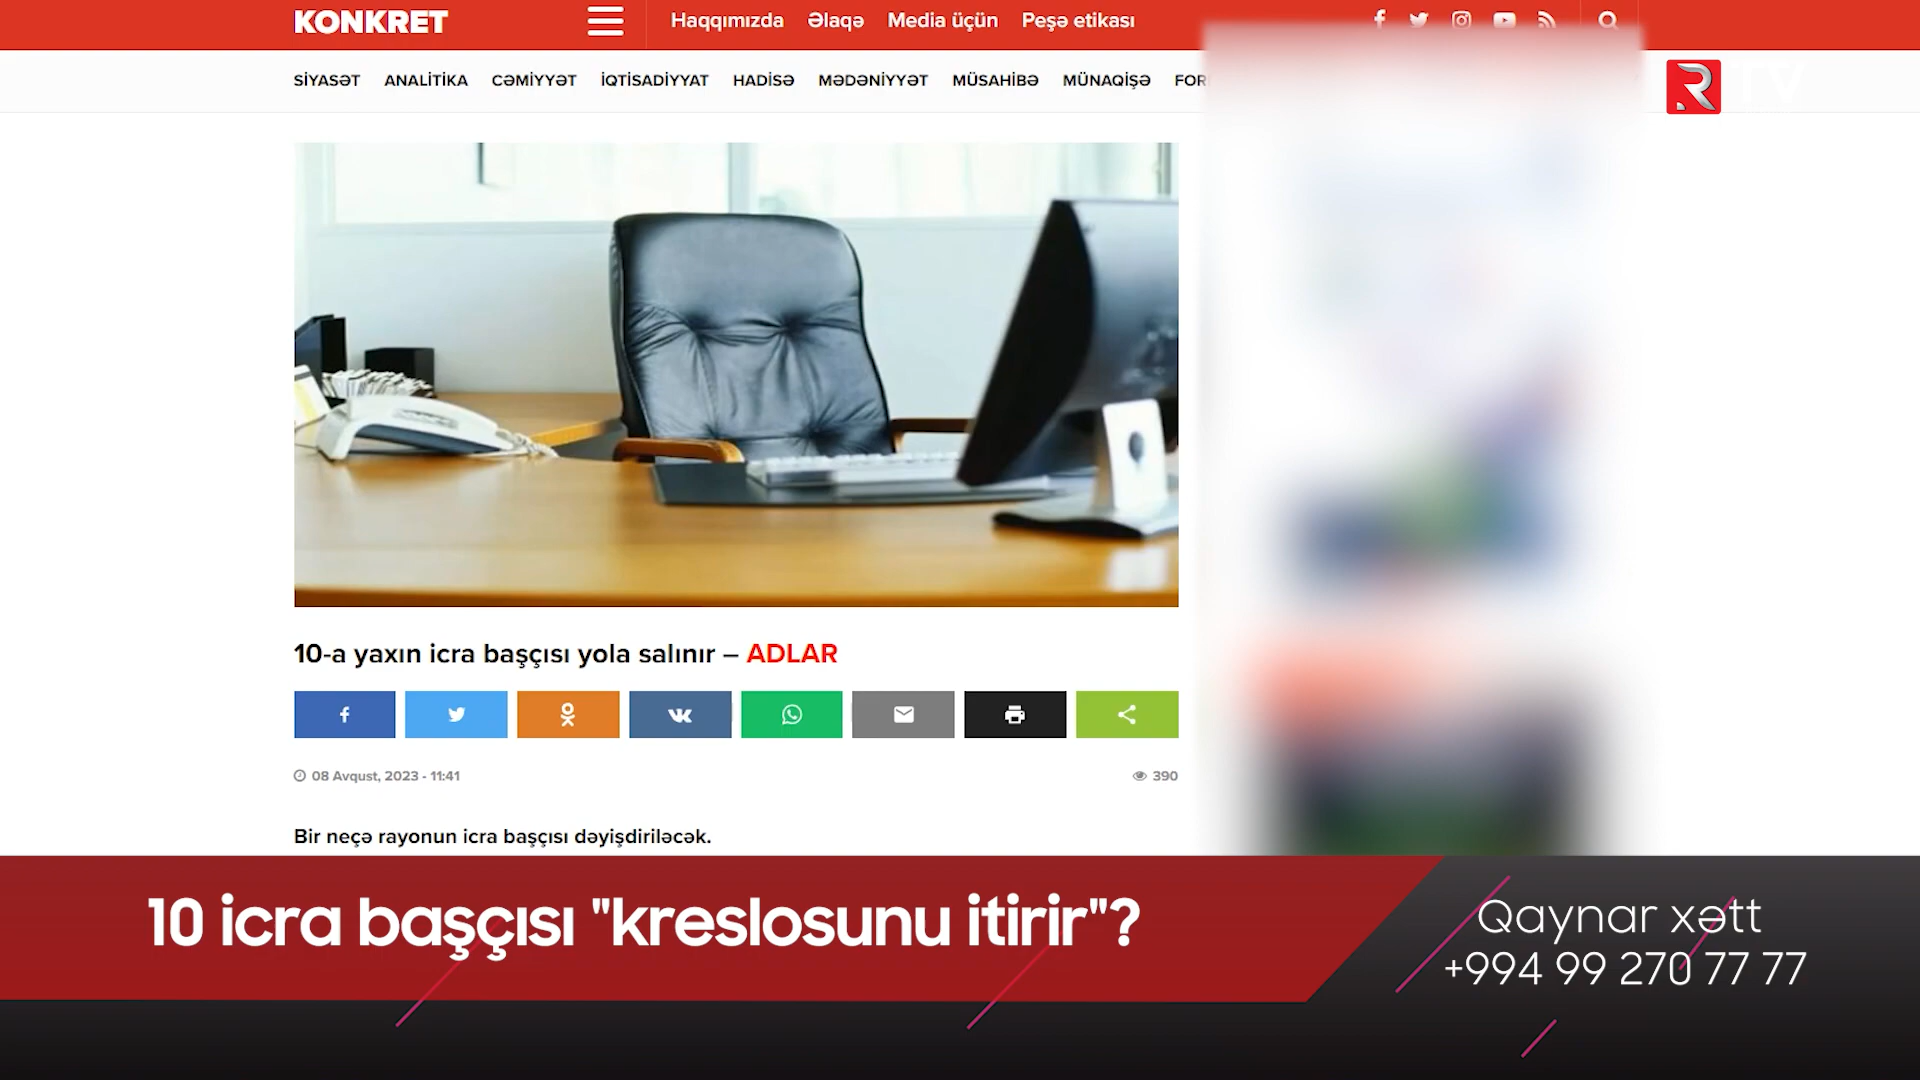 KONKRET
Haqqımızda Əlaqə Media üçün Peşə etikası
SİYASƏT ANALİTİKA CƏMİYYƏT İQTİSADİYYAT HADİSƏ MƏDƏNİYYƏT MÜSAHİBƏ MÜNAQİŞƏ
R TV
10-a yaxın icra başçısı yola salınır – ADLAR
08 Avqust, 2023 - 11:41 390
Bir neçə rayonun icra başçısı dəyişdiriləcək.
10 icra başçısı "kreslosunu itirir"?
Qaynar xətt
+994 99 270 77 77